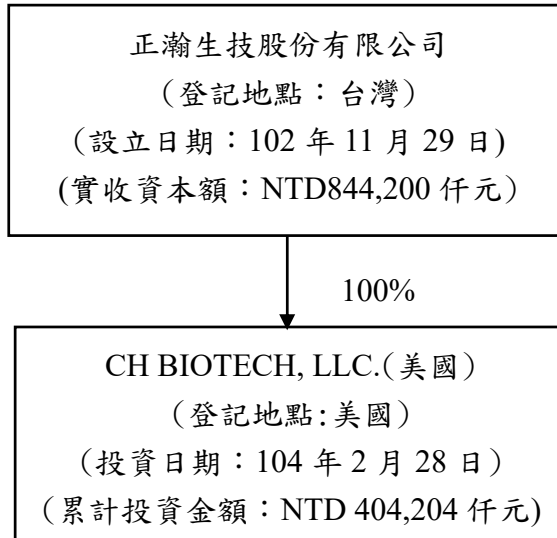 正瀚生技股份有限公司
（登記地點：台灣）
（設立日期：102 年 11 月 29 日)
(實收資本額：NTD844,200 仟元）
100%
CH BIOTECH, LLC.(美國）
（登記地點:美國）
（投資日期：104 年 2 月 28 日）
（累計投資金額：NTD 404,204 仟元)